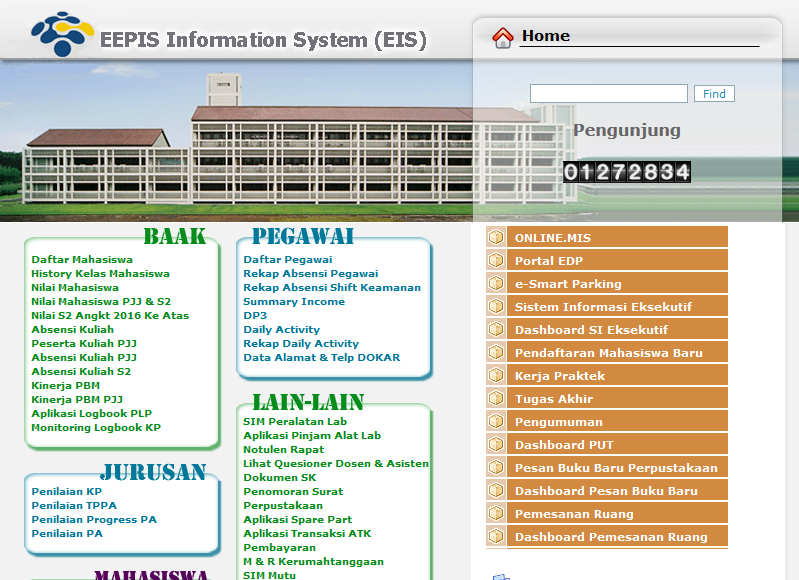 EEPIS Information System (EIS)
Home
Find
Pengunjung
01272834
BAAK
Daftar Mahasiswa
History Kelas Mahasiswa
Nilai Mahasiswa
Nilai Mahasiswa PJJ & S2
Nilai S2 Angkt 2016 Ke Atas
Absensi Kuliah
Peserta Kuliah PJJ
Absensi Kuliah PJJ
Absensi Kuliah S2
Kinerja PBM
Kinerja PBM PJJ
Aplikasi Logbook PLP
Monitoring Logbook KP
JURUSAN
Penilaian KP
Penilaian TPPA
Penilaian Progress PA
Penilaian PA
MAHASISWA
PEGAWAI
Daftar Pegawai
Rekap Absensi Pegawai
Rekap Absensi Shift Keamanan
Summary Income
DP3
Daily Activity
Rekap Daily Activity
Data Alamat & Telp DOKAR
LAIN-LAIN
SIM Peralatan Lab
Aplikasi Pinjam Alat Lab
Notulen Rapat
Lihat Quesioner Dosen & Asisten
Dokumen SK
Penomoran Surat
Perpustakaan
Aplikasi Spare Part
Aplikasi Transaksi ATK
Pembayaran
M & R Kerumahtanggaan
SIM Mutu
ONLINE.MIS
Portal EDP
e-Smart Parking
Sistem Informasi Eksekutif
Dashboard SI Eksekutif
Pendaftaran Mahasiswa Baru
Kerja Praktek
Tugas Akhir
Pengumuman
Dashboard PUT
Pesan Buku Baru Perpustakaan
Dashboard Pesan Buku Baru
Pemesanan Ruang
Dashboard Pemesanan Ruang